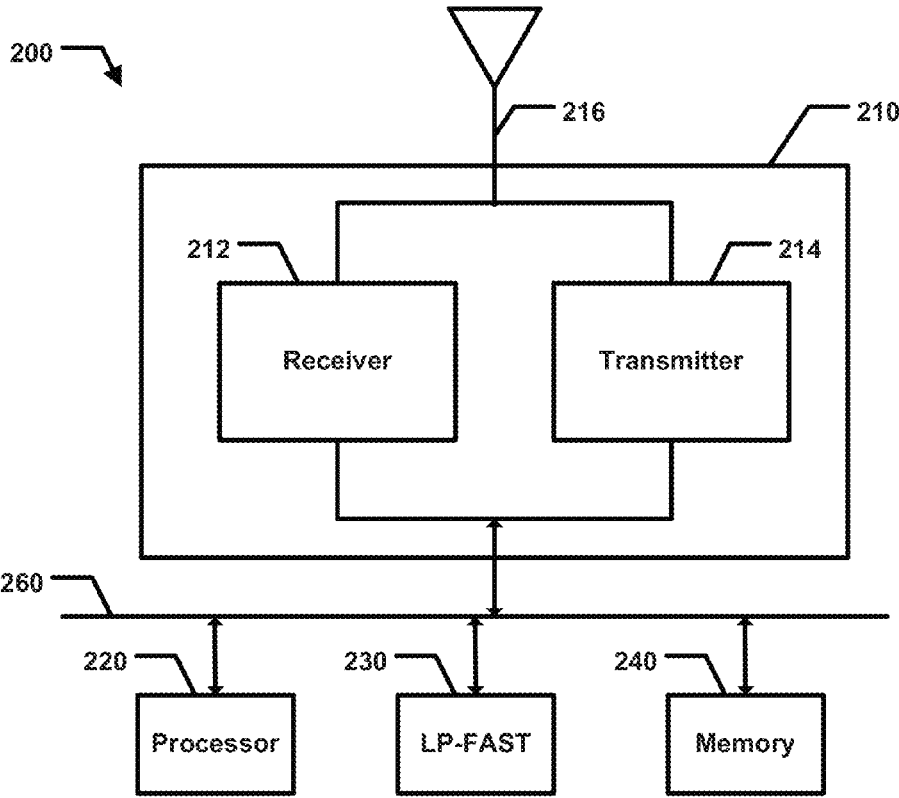 200
216
210
212
214
Receiver
Transmitter
260
220
230
240
Processor
LP-FAST
Memory